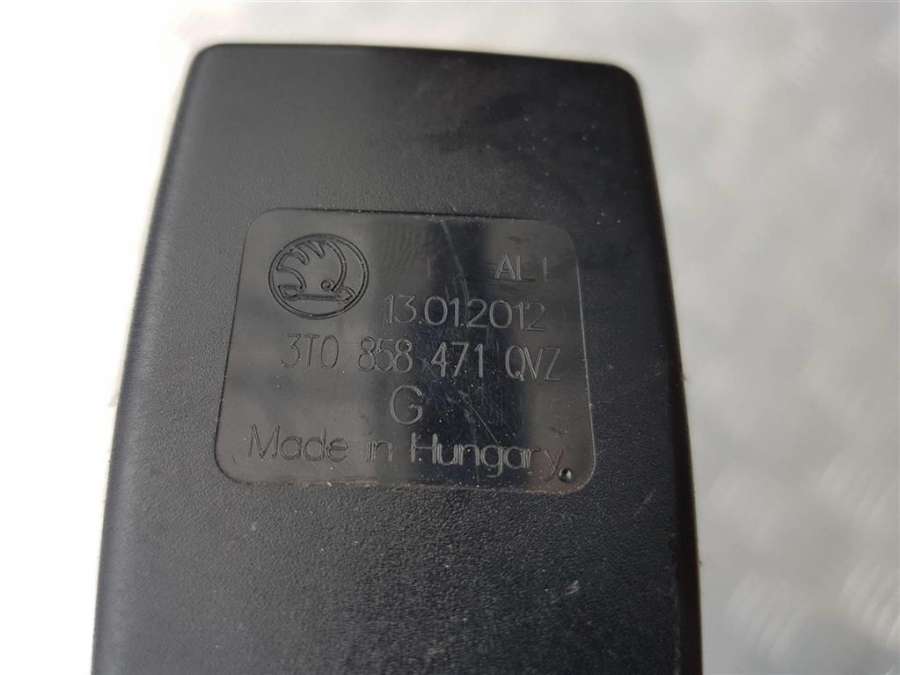 AL1
13.01.2012
3T0 858 471 QVZ
G
Made in Hungary.